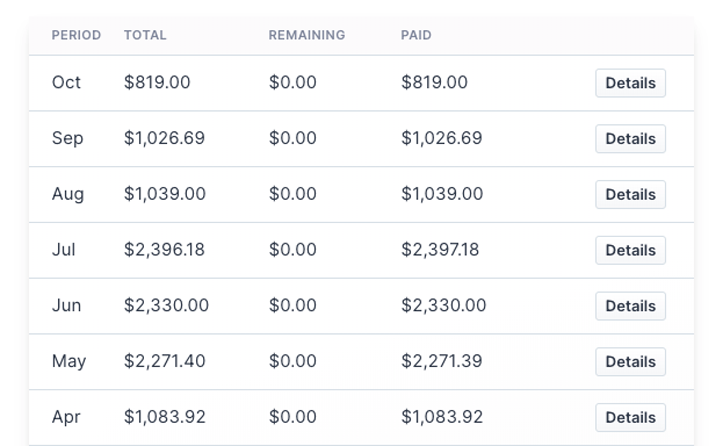 PERIOD TOTAL REMAINING PAID
Oct $819.00 $0.00 $819.00 Details
Sep $1,026.69 $0.00 $1,026.69 Details
Aug $1,039.00 $0.00 $1,039.00 Details
Jul $2,396.18 $0.00 $2,397.18 Details
Jun $2,330.00 $0.00 $2,330.00 Details
May $2,271.40 $0.00 $2,271.39 Details
Apr $1,083.92 $0.00 $1,083.92 Details